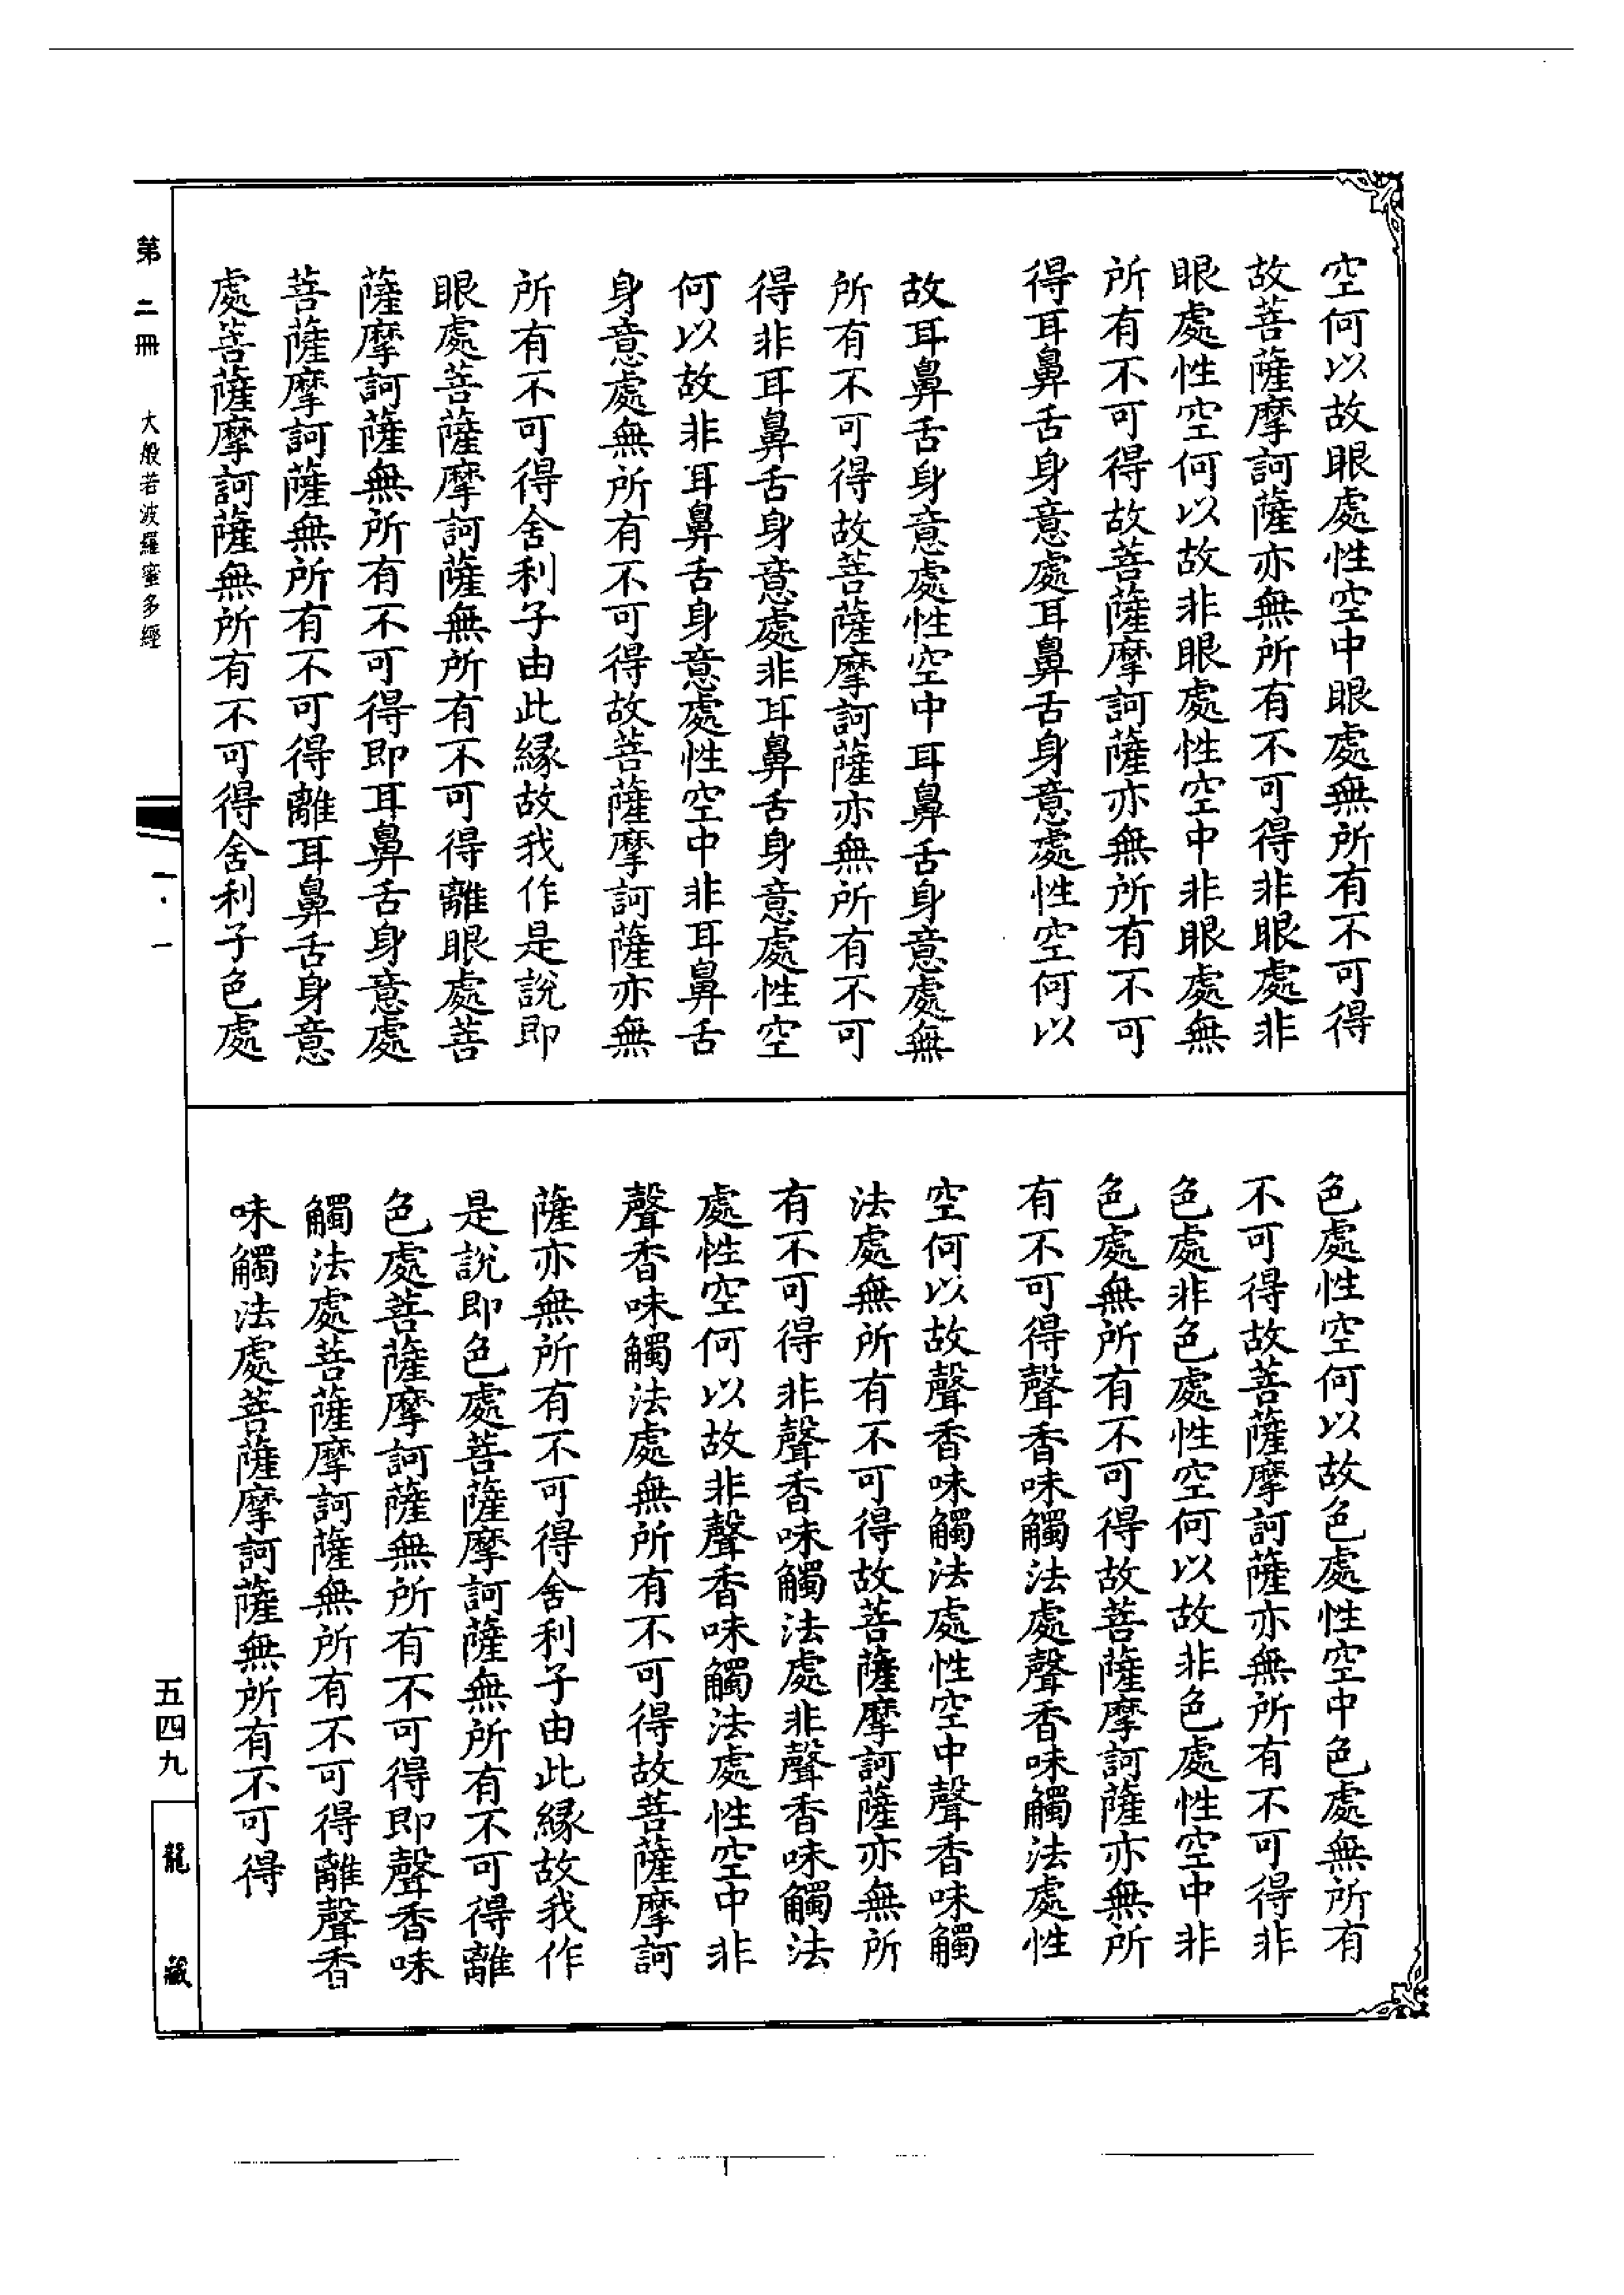 空何以故眼處性空中眼處無所有不可得
故菩薩摩訶薩亦無所有不可得非眼處非
眼處性空何以故非眼處性空中非眼處無
所有不可得故菩薩摩訶薩亦無所有不可
得耳鼻舌身意處耳鼻舌身意處性空何以
故耳鼻舌身意處性空中耳鼻舌身意處無
所有不可得故菩薩摩訶薩亦無所有不可
得非耳鼻舌身意處非耳鼻舌身意處性空
何以故非耳鼻舌身意處性空中非耳鼻舌
身意處無所有不可得故菩薩摩訶薩亦無
所有不可得舍利子由此緣故我作是說即
眼處菩薩摩訶薩無所有不可得離眼處菩
薩摩訶薩無所有不可得即耳鼻舌身意處
菩薩摩訶薩無所有不可得離耳鼻舌身意
處菩薩摩訶薩無所有不可得舍利子色處
色處性空何以故色處性空中色處無所有
不可得故菩薩摩訶薩亦無所有不可得非
色處非色處性空何以故非色處性空中非
色處無所有不可得故菩薩摩訶薩亦無所
有不可得聲香味觸法處聲香味觸法處性
空何以故聲香味觸法處性空中聲香味觸
法處無所有不可得故菩薩摩訶薩亦無所
有不可得非聲香味觸法處非聲香味觸法
處性空何以故非聲香味觸法處性空中非
聲香味觸法處無所有不可得故菩薩摩訶
薩亦無所有不可得舍利子由此緣故我作
是說即色處菩薩摩訶薩無所有不可得離
色處菩薩摩訶薩無所有不可得即聲香味
觸法處菩薩摩訶薩無所有不可得離聲香
味觸法處菩薩摩訶薩無所有不可得
第二冊 大般若波羅蜜多經 一·一
五四九
龍藏